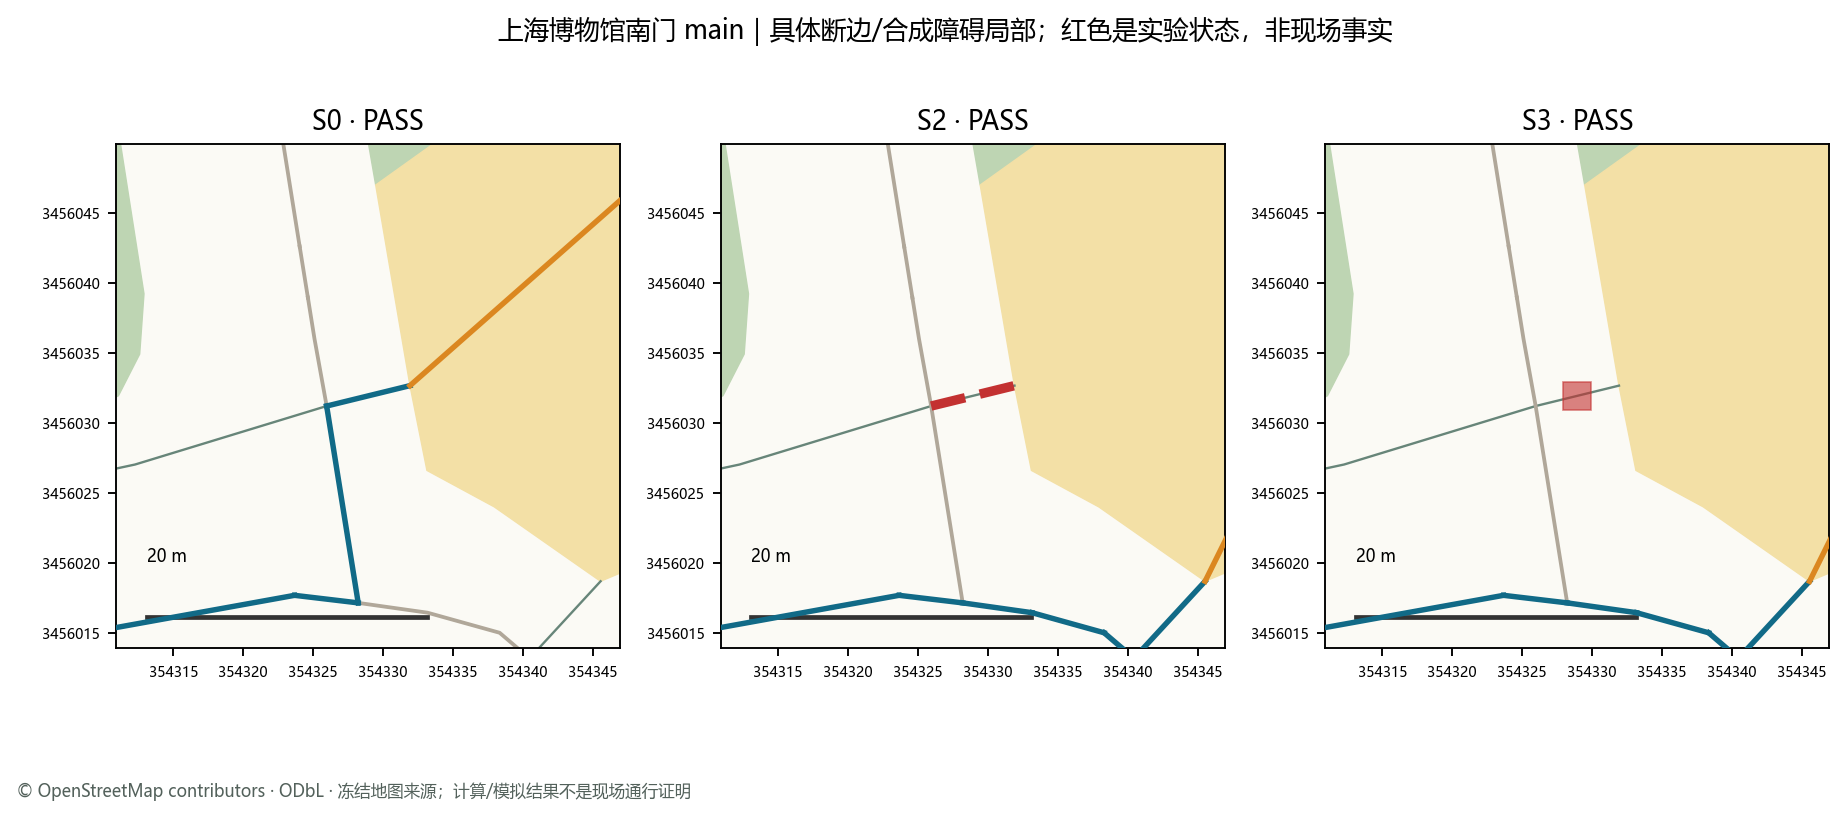 上海博物馆南门 main | 具体断边/合成障碍局部；红色是实验状态，非现场事实
S0 · PASS
3456045
3456040
3456035
3456030
3456025
3456020
3456015
20 m
354315 354320 354325 354330 354335 354340 354345
S2 · PASS
3456045
3456040
3456035
3456030
3456025
3456020
3456015
20 m
354315 354320 354325 354330 354335 354340 354345
S3 · PASS
3456045
3456040
3456035
3456030
3456025
3456020
3456015
20 m
354315 354320 354325 354330 354335 354340 354345
© OpenStreetMap contributors · ODbL · 冻结地图来源；计算/模拟结果不是现场通行证明